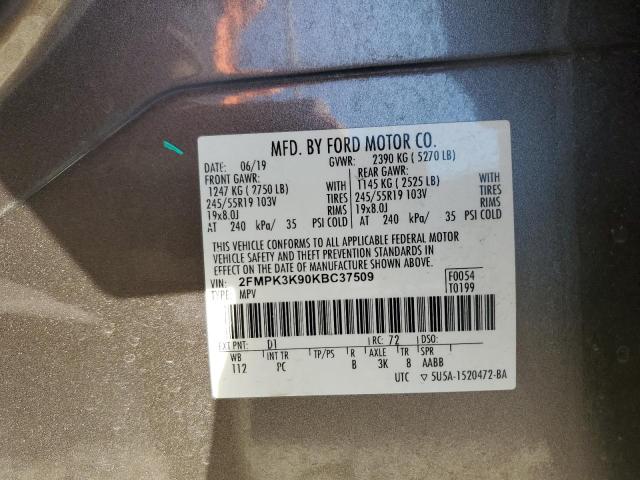 MFD. BY FORD MOTOR CO.
DATE: 06/19 GVWR: 2390 KG ( 5270 LB)
FRONT GAWR: REAR GAWR:
1247 KG ( 2750 LB) WITH 1145 KG ( 2525 LB) WITH
245/55R19 103V TIRES 245/55R19 103V TIRES
19x8.0J RIMS 19x8.0J RIMS
AT 240 kPa/ 35 PSI COLD AT 240 kPa/ 35 PSI COLD
THIS VEHICLE CONFORMS TO ALL APPLICABLE FEDERAL MOTOR
VEHICLE SAFETY AND THEFT PREVENTION STANDARDS IN
EFFECT ON THE DATE OF MANUFACTURE SHOWN ABOVE.
VIN: 2FMPK3K90KBC37509 F0054
TYPE: MPV T0199
EXT PNT: D1 RC: 72 DSO:
WB INT TR TP/PS R AXLE TR SPR
112 PC B 3K 8 AABB
UTC ▽ 5U5A-1520472-BA